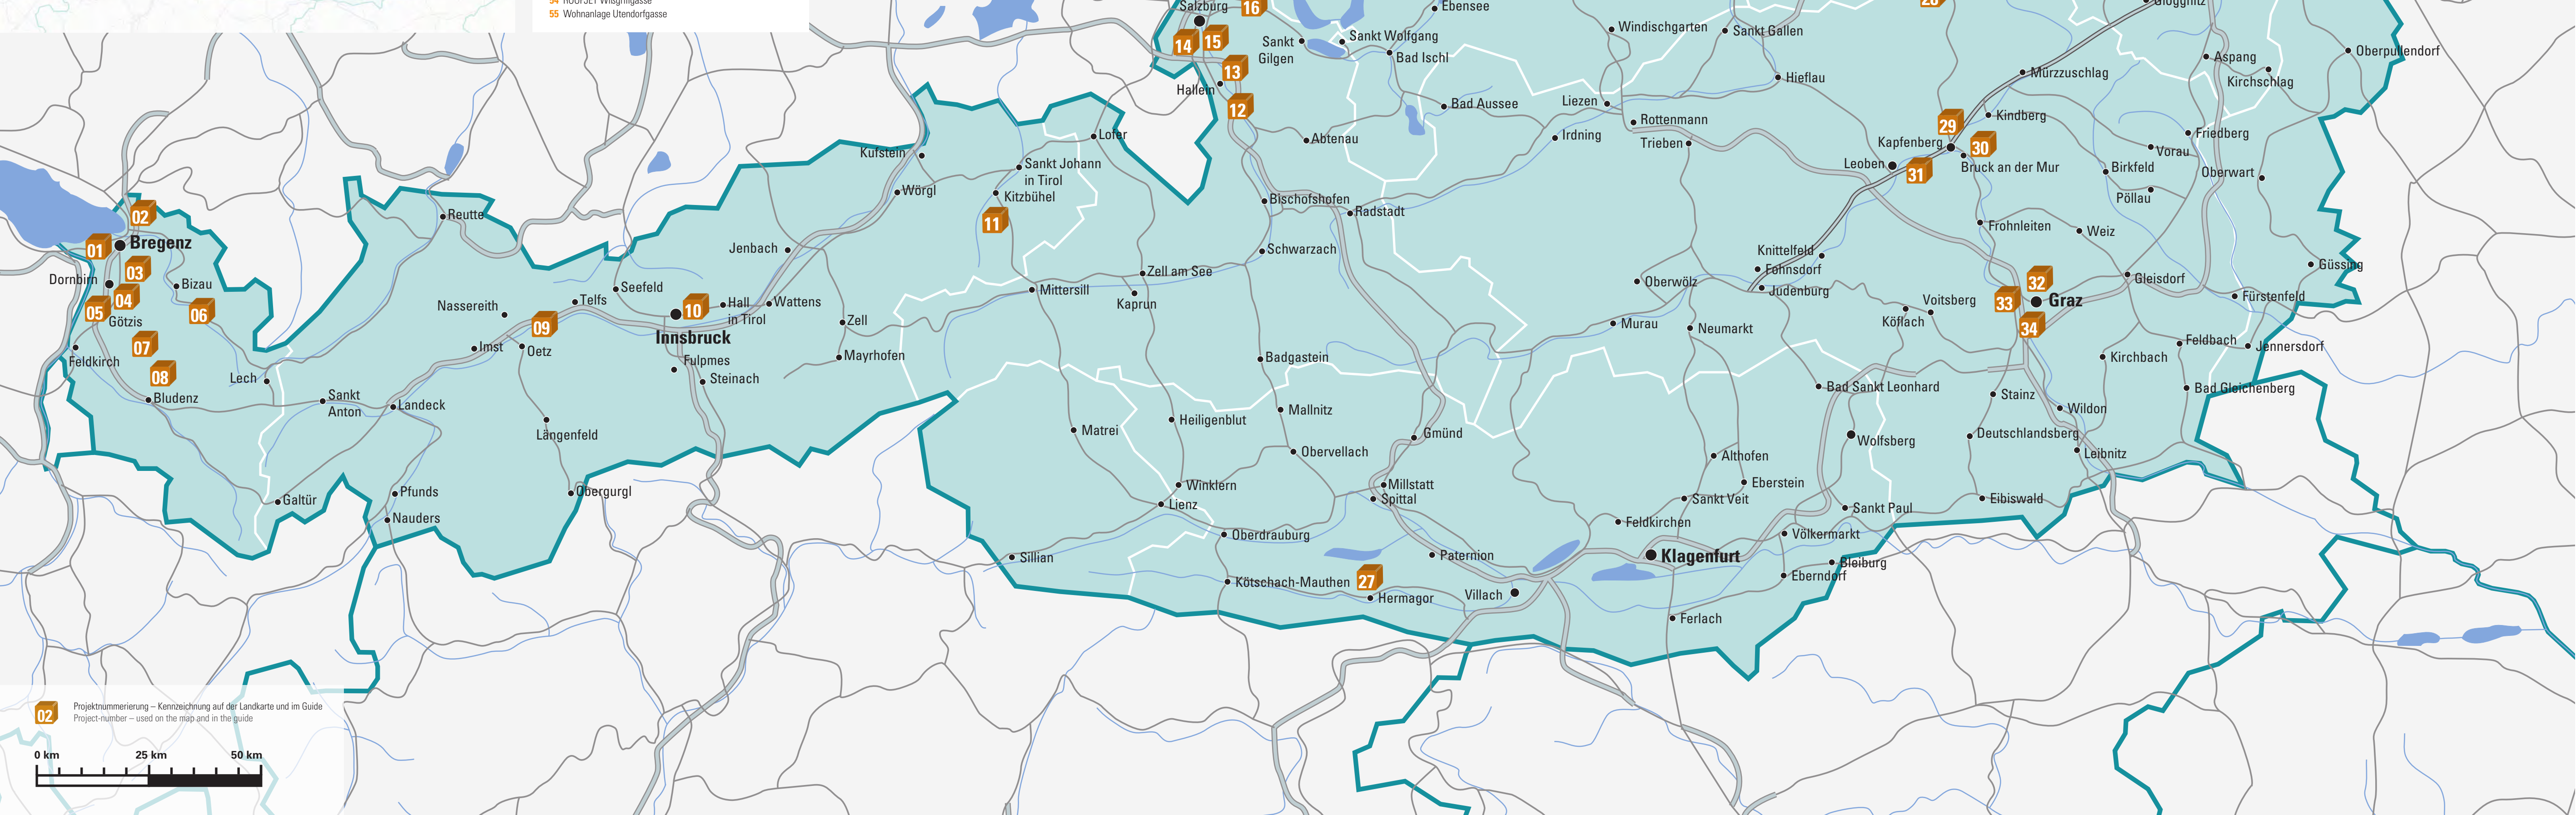 54 ROOFJET Wißgrillgasse
55 Wohnanlage Utendorfgasse
Salzburg
16
Ebensee
28
Gloggnitz
14
15
Sankt
Gilgen
Sankt Wolfgang
Bad Ischl
Windischgarten
Sankt Gallen
Aspang
Oberpullendorf
13
Hallein
12
Hieflau
Mürzzuschlag
Kirchschlag
Bad Aussee
Liezen
Rottenmann
Kindberg
Abtenau
Irdning
Trieben
29
Kapfenberg
30
Friedberg
Lofer
Kufstein
Leoben
31
Bruck an der Mur
Vorau
Birkfeld
Oberwart
Sankt Johann
in Tirol
Kitzbühel
11
Wörgl
Pöllau
Bischofshofen
Radstadt
Reutte
02
01
Bregenz
Frohnleiten
Weiz
Jenbach
Schwarzach
Knittelfeld
03
Dornbirn
04
Bizau
Zell am See
Fohnsdorf
Güssing
Oberwölz
Judenburg
Gleisdorf
Seefeld
Mittersill
Kaprun
32
33
Graz
34
05
Götzis
06
Nassereith
Telfs
09
10
Hall
in Tirol
Wattens
Voitsberg
Köflach
Fürstenfeld
Zell
Murau
Neumarkt
Innsbruck
07
Feldkirch
08
Imst
Oetz
Mayrhofen
Badgastein
Kirchbach
Feldbach
Jennersdorf
Fulpmes
Steinach
Lech
Bludenz
Bad Sankt Leonhard
Bad Gleichenberg
Stainz
Sankt
Anton
Landeck
Mallnitz
Wildon
Längenfeld
Matrei
Heiligenblut
Gmünd
Wolfsberg
Deutschlandsberg
Obervellach
Althofen
Leibnitz
Galtür
Pfunds
Obergurgl
Winklern
Millstatt
Spittal
Eberstein
Sankt Veit
Eibiswald
Nauders
Lienz
Sankt Paul
Feldkirchen
Oberdrauburg
Völkermarkt
Sillian
Paternion
Klagenfurt
Bleiburg
Eberndorf
Kötschach-Mauthen
27
Hermagor
Villach
Ferlach
02
Projektnummerierung – Kennzeichnung auf der Landkarte und im Guide
Project-number – used on the map and in the guide
0 km 25 km 50 km